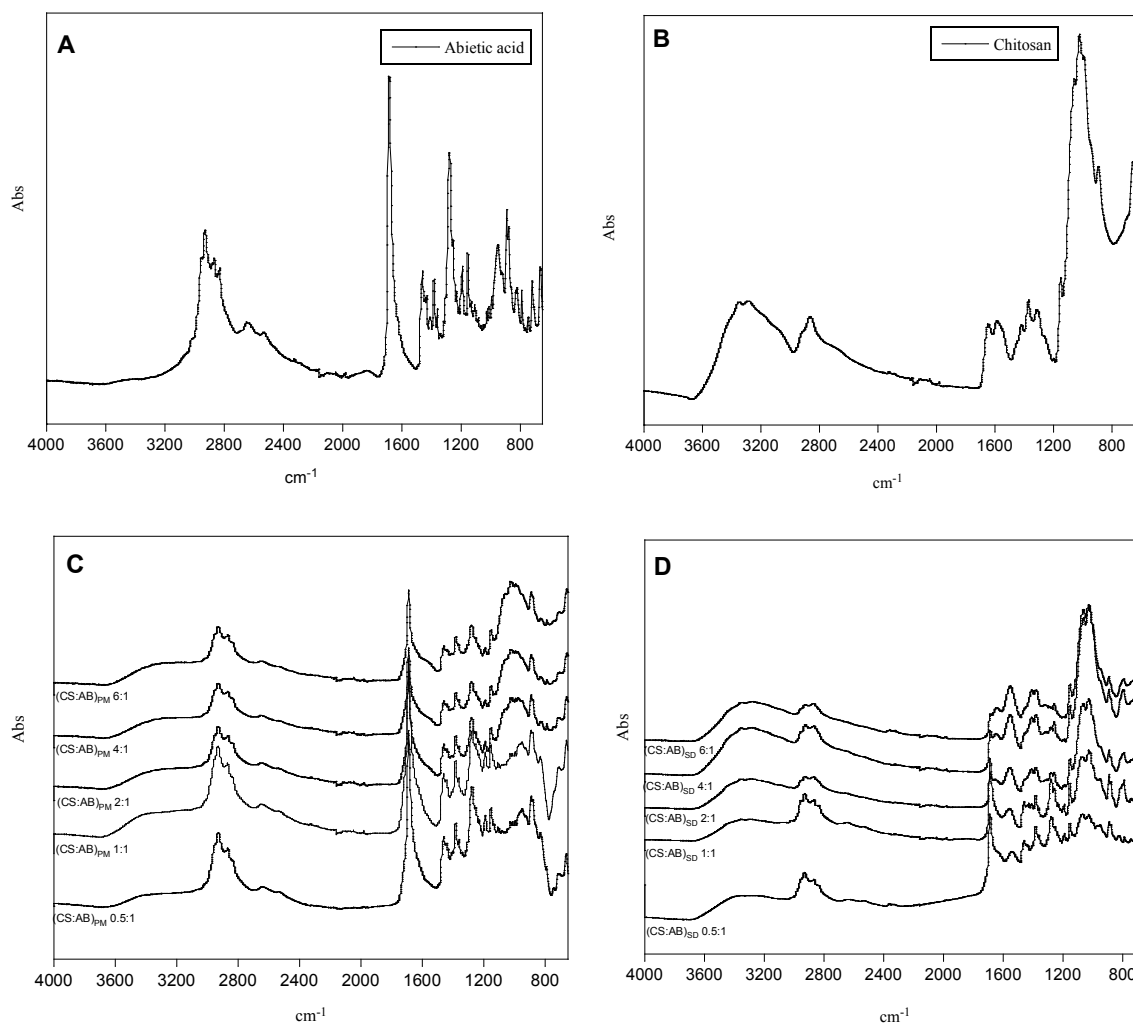 A
Abietic acid
Abs
4000 3600 3200 2800 2400 2000 1600 1200 800
cm-1
B
Chitosan
Abs
4000 3600 3200 2800 2400 2000 1600 1200 800
cm-1
C
Abs
(CS:AB)PM 6:1
(CS:AB)PM 4:1
(CS:AB)PM 2:1
(CS:AB)PM 1:1
(CS:AB)PM 0.5:1
4000 3600 3200 2800 2400 2000 1600 1200 800
cm-1
D
Abs
(CS:AB)SD 6:1
(CS:AB)SD 4:1
(CS:AB)SD 2:1
(CS:AB)SD 1:1
(CS:AB)SD 0.5:1
4000 3600 3200 2800 2400 2000 1600 1200 800
cm-1